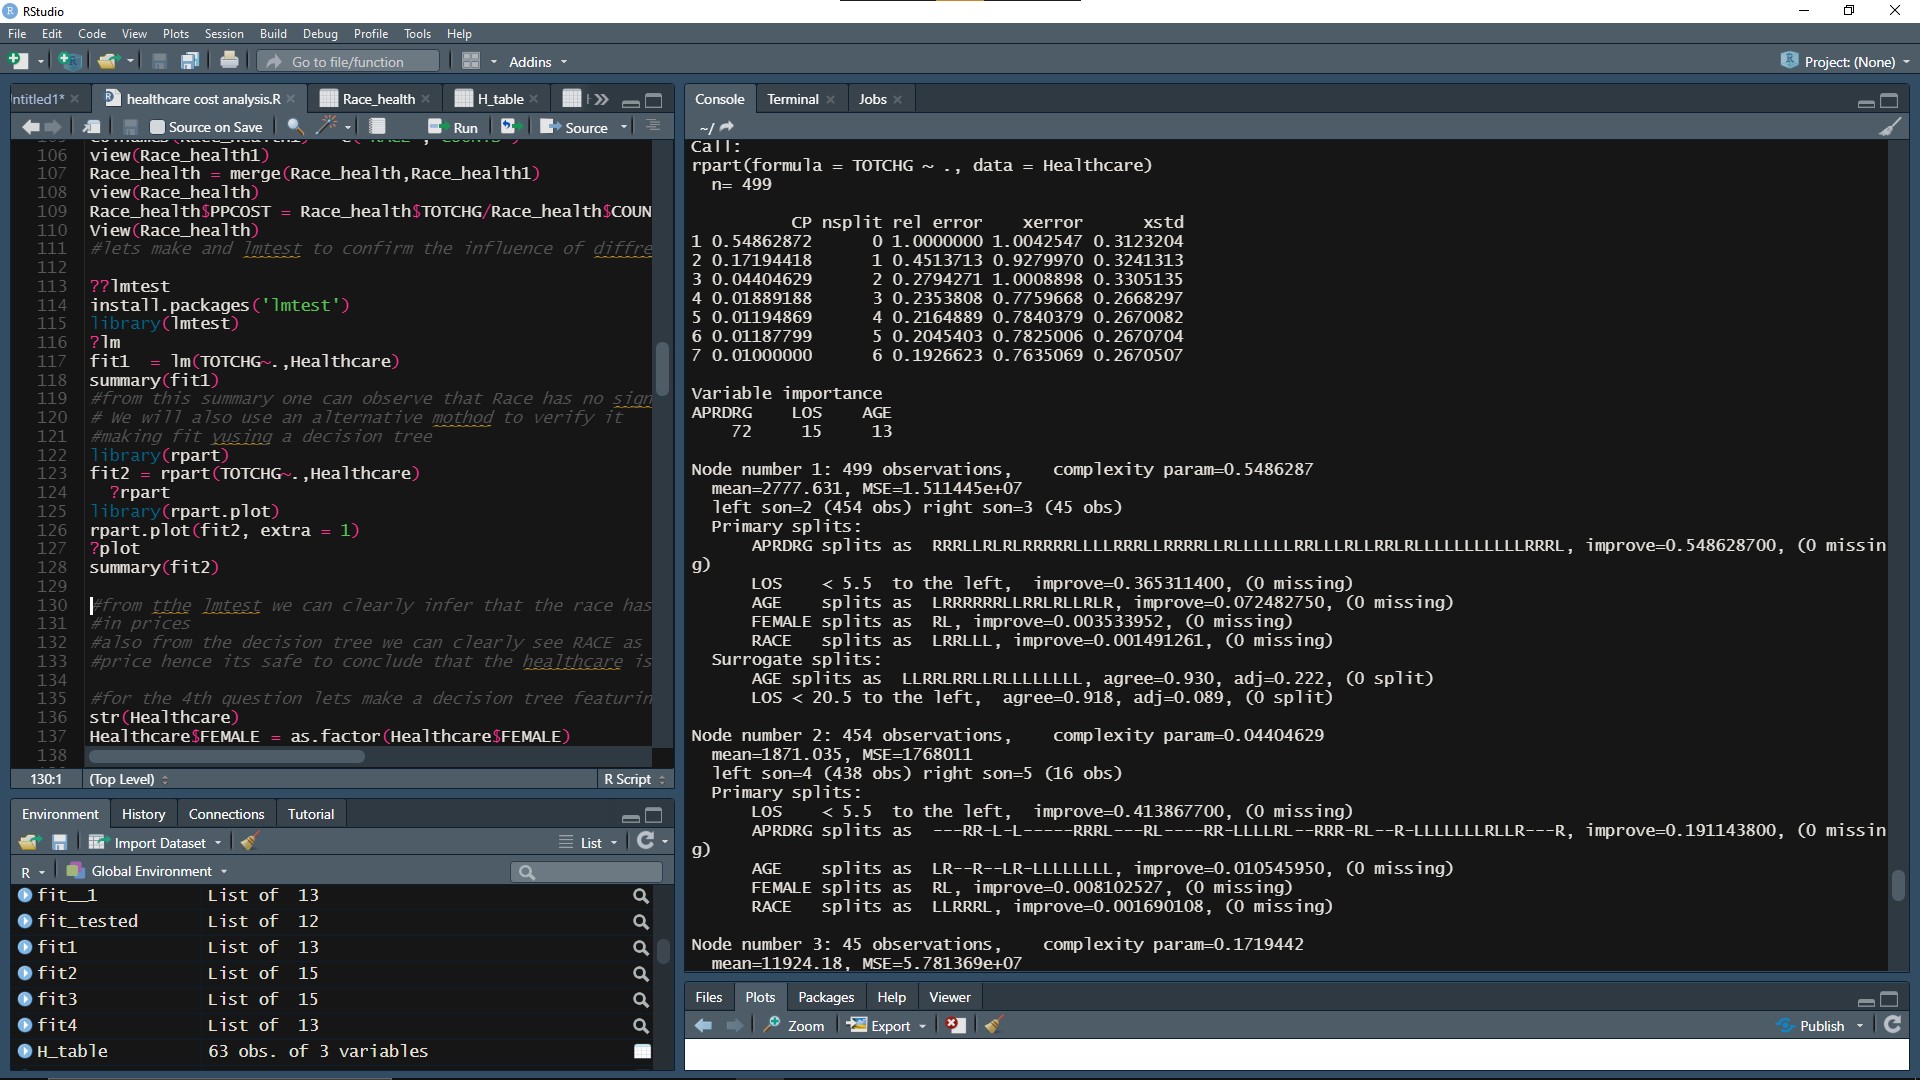 RStudio
File Edit Code View Plots Session Build Debug Profile Tools Help
Go to file/function Addins Project: (None)
ntitled1* healthcare cost analysis.R Race_health H_table
Source on Save Run Source
106 view(Race_health1)
107 Race_health = merge(Race_health,Race_health1)
108 view(Race_health)
109 Race_health$PPCOST = Race_health$TOTCHG/Race_health$COUN
110 View(Race_health)
111 #lets make and lmtest to confirm the influence of diffre
112
113 ??lmtest
114 install.packages('lmtest')
115 library(lmtest)
116 ?lm
117 fit1 = lm(TOTCHG~.,Healthcare)
118 summary(fit1)
119 #from this summary one can observe that Race has no sign
120 # We will also use an alternative mothod to verify it
121 #making fit yusing a decision tree
122 library(rpart)
123 fit2 = rpart(TOTCHG~.,Healthcare)
124 ?rpart
125 library(rpart.plot)
126 rpart.plot(fit2, extra = 1)
127 ?plot
128 summary(fit2)
129
130 #from tthe lmtest we can clearly infer that the race has
131 #in prices
132 #also from the decision tree we can clearly see RACE as
133 #price hence its safe to conclude that the healthcare is
134
135 #for the 4th question lets make a decision tree featurin
136 str(Healthcare)
137 Healthcare$FEMALE = as.factor(Healthcare$FEMALE)
138
130:1 (Top Level) R Script
Environment History Connections Tutorial
Import Dataset List
R Global Environment
fit__1 List of 13
fit_tested List of 12
fit1 List of 13
fit2 List of 15
fit3 List of 15
fit4 List of 13
H_table 63 obs. of 3 variables
Console Terminal Jobs
~/
Call:
rpart(formula = TOTCHG ~ ., data = Healthcare)
n= 499
CP nsplit rel error xerror xstd
1 0.54862872 0 1.0000000 1.0042547 0.3123204
2 0.17194418 1 0.4513713 0.9279970 0.3241313
3 0.04404629 2 0.2794271 1.0008898 0.3305135
4 0.01889188 3 0.2353808 0.7759668 0.2668297
5 0.01194869 4 0.2164889 0.7840379 0.2670082
6 0.01187799 5 0.2045403 0.7825006 0.2670704
7 0.01000000 6 0.1926623 0.7635069 0.2670507
Variable importance
APRDRG LOS AGE
72 15 13
Node number 1: 499 observations, complexity param=0.5486287
mean=2777.631, MSE=1.511445e+07
left son=2 (454 obs) right son=3 (45 obs)
Primary splits:
APRDRG splits as RRRLLRLRLRRRRRLLLLRRRLLRRRRLLRLLLLLLRRLLLRLLRRLRLLLLLLLLLLLRRRL, improve=0.548628700, (0 missin
g)
LOS < 5.5 to the left, improve=0.365311400, (0 missing)
AGE splits as LRRRRRRLLRRLRLLRLR, improve=0.072482750, (0 missing)
FEMALE splits as RL, improve=0.003533952, (0 missing)
RACE splits as LRRLLL, improve=0.001491261, (0 missing)
Surrogate splits:
AGE splits as LLRRLRRLLRLLLLLLLL, agree=0.930, adj=0.222, (0 split)
LOS < 20.5 to the left, agree=0.918, adj=0.089, (0 split)
Node number 2: 454 observations, complexity param=0.04404629
mean=1871.035, MSE=1768011
left son=4 (438 obs) right son=5 (16 obs)
Primary splits:
LOS < 5.5 to the left, improve=0.413867700, (0 missing)
APRDRG splits as ---RR-L-L-----RRRL---RL----RR-LLLLRL--RRR-RL--R-LLLLLLLRLLR---R, improve=0.191143800, (0 missin
g)
AGE splits as LR--R--LR-LLLLLLLL, improve=0.010545950, (0 missing)
FEMALE splits as RL, improve=0.008102527, (0 missing)
RACE splits as LLRRRL, improve=0.001690108, (0 missing)
Node number 3: 45 observations, complexity param=0.1719442
mean=11924.18, MSE=5.781369e+07
Files Plots Packages Help Viewer
Zoom Export Publish